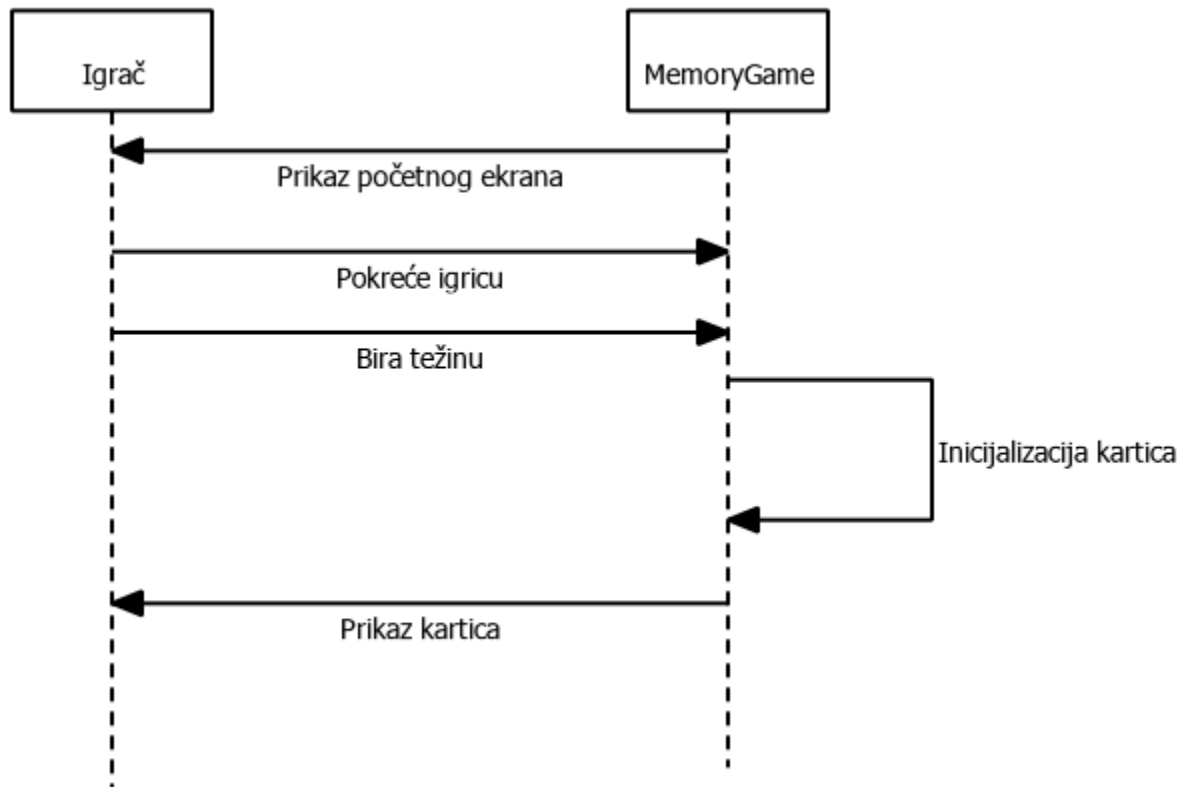 Igrač
MemoryGame
Prikaz početnog ekrana
Pokreće igricu
Bira težinu
Inicijalizacija kartica
Prikaz kartica